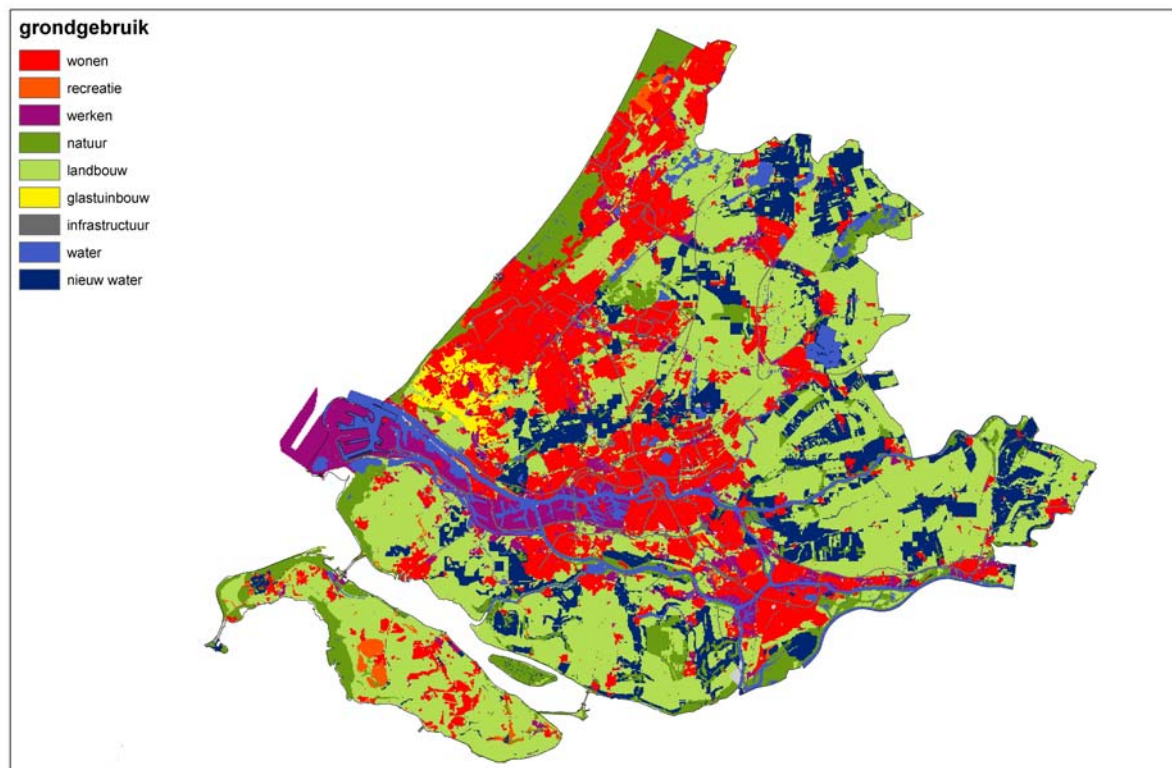 grondgebruik
wonen
recreatie
werken
natuur
landbouw
glastuinbouw
infrastructuur
water
nieuw water